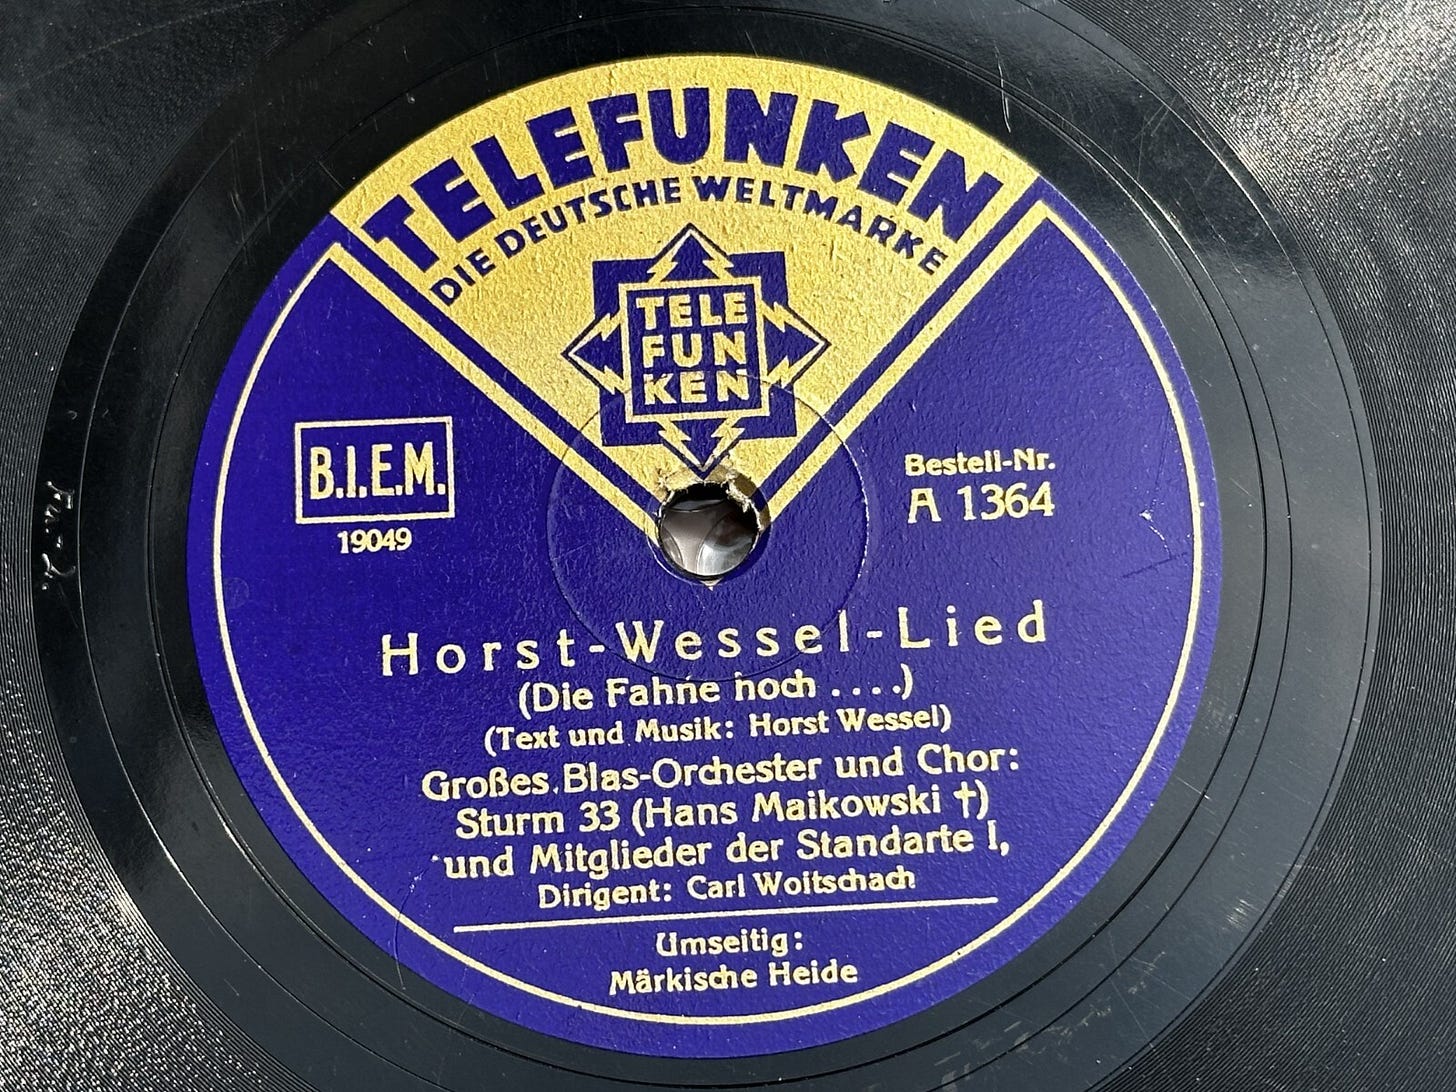 TELEFUNKEN
DIE DEUTSCHE WELTMARKE
TELE
FUN
KEN
B.I.E.M.
19049
Bestell-Nr.
A 1364
Horst-Wessel-Lied
(Die Fahne hoch ....)
(Text und Musik: Horst Wessel)
Großes Blas-Orchester und Chor:
Sturm 33 (Hans Maikowski †)
und Mitglieder der Standarte I,
Dirigent: Carl Woitschach
Umseitig:
Märkische Heide